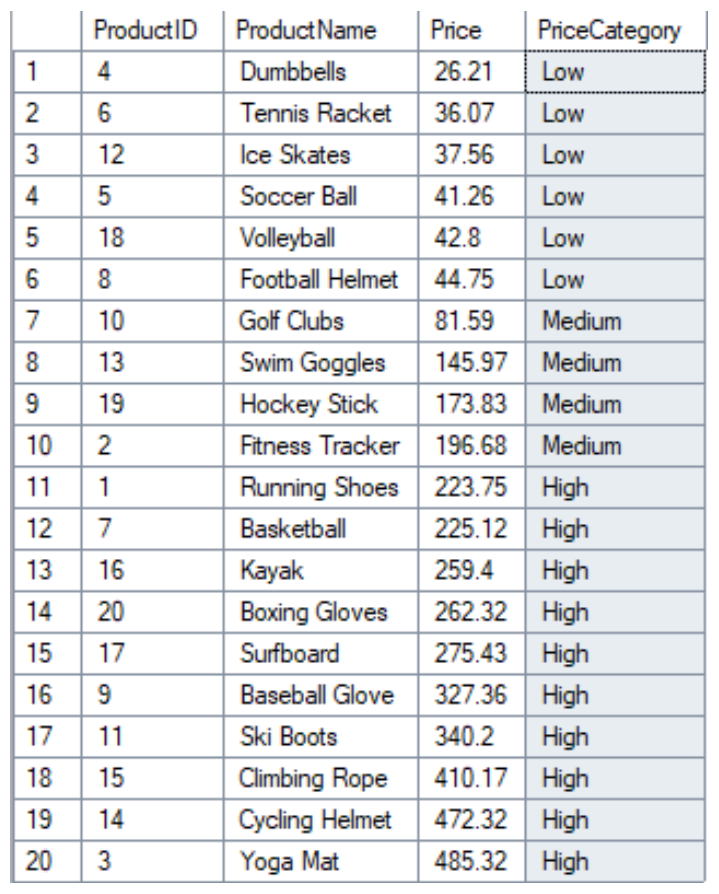 ProductID ProductName Price PriceCategory
1 4 Dumbbells 26.21 Low
2 6 Tennis Racket 36.07 Low
3 12 Ice Skates 37.56 Low
4 5 Soccer Ball 41.26 Low
5 18 Volleyball 42.8 Low
6 8 Football Helmet 44.75 Low
7 10 Golf Clubs 81.59 Medium
8 13 Swim Goggles 145.97 Medium
9 19 Hockey Stick 173.83 Medium
10 2 Fitness Tracker 196.68 Medium
11 1 Running Shoes 223.75 High
12 7 Basketball 225.12 High
13 16 Kayak 259.4 High
14 20 Boxing Gloves 262.32 High
15 17 Surfboard 275.43 High
16 9 Baseball Glove 327.36 High
17 11 Ski Boots 340.2 High
18 15 Climbing Rope 410.17 High
19 14 Cycling Helmet 472.32 High
20 3 Yoga Mat 485.32 High